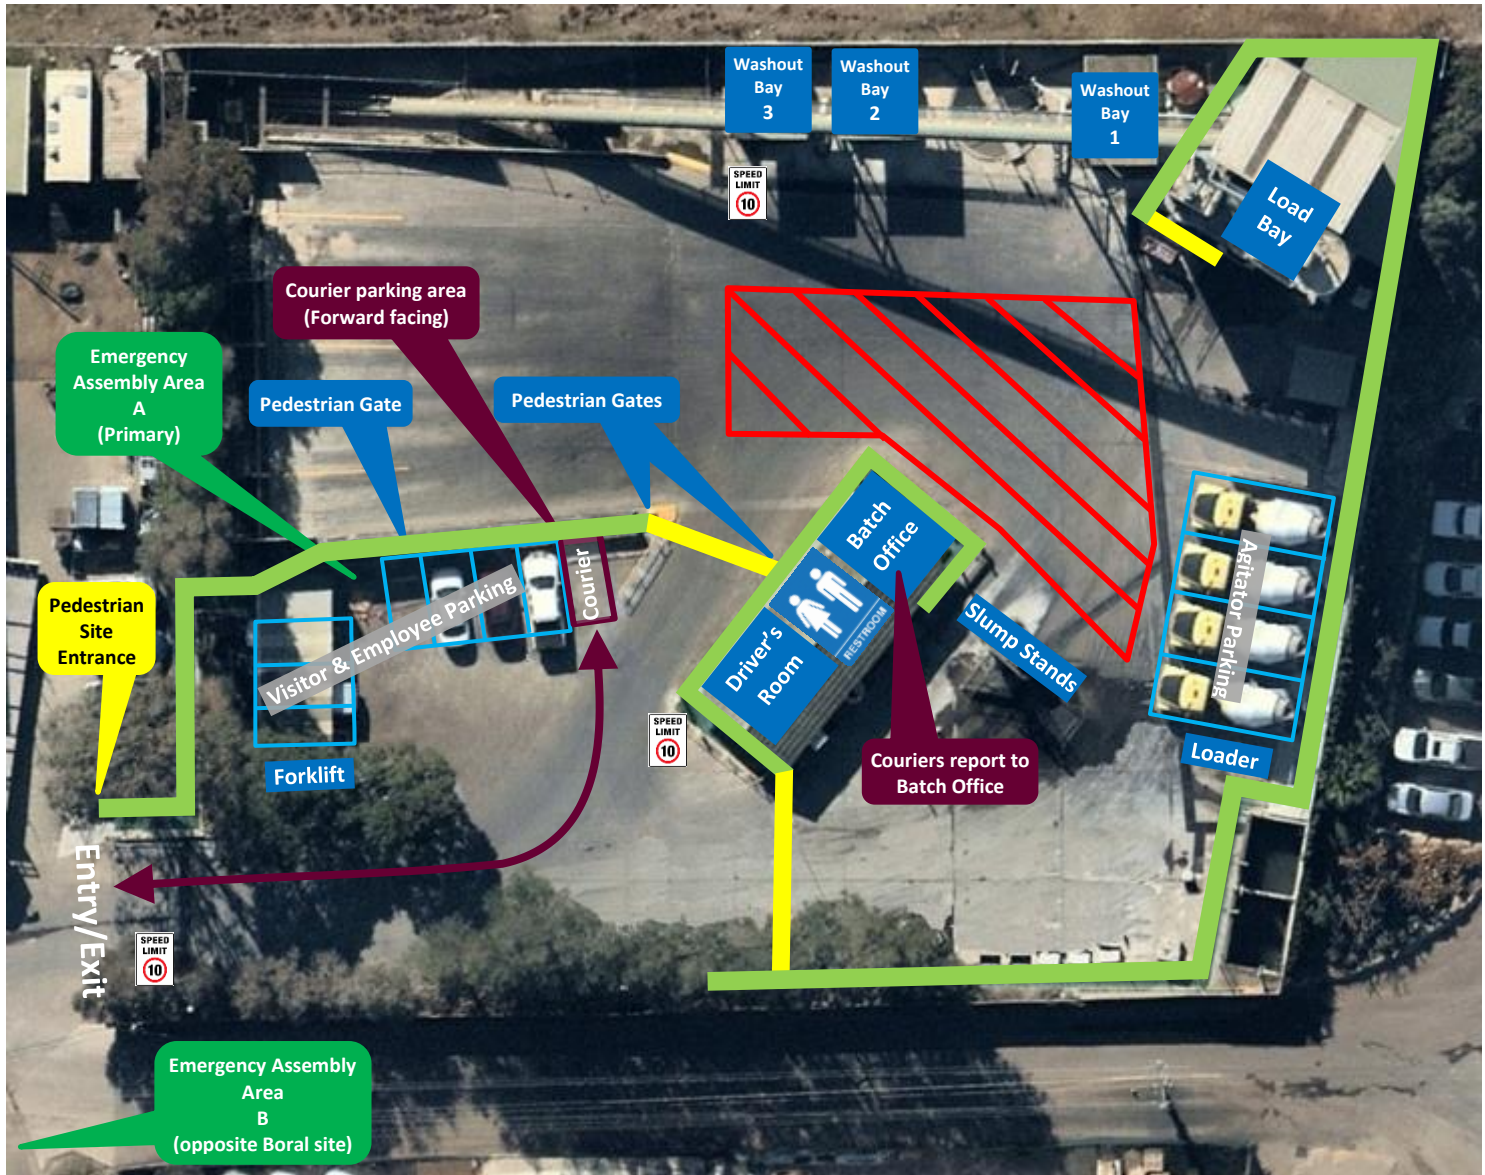 Washout
Bay
3
Washout
Bay
2
Washout
Bay
1
SPEED
LIMIT
10
Load
Bay
Courier parking area
(Forward facing)
Emergency
Assembly Area
A
(Primary)
Pedestrian Gate
Pedestrian Gates
Batch
Office
Courier
Agitator Parking
Pedestrian
Site
Entrance
Visitor & Employee Parking
RESTROOM
Driver's
Room
Slump Stands
SPEED
LIMIT
10
Forklift
Couriers report to
Batch Office
Loader
Entry/Exit
SPEED
LIMIT
10
Emergency Assembly
Area
B
(opposite Boral site)